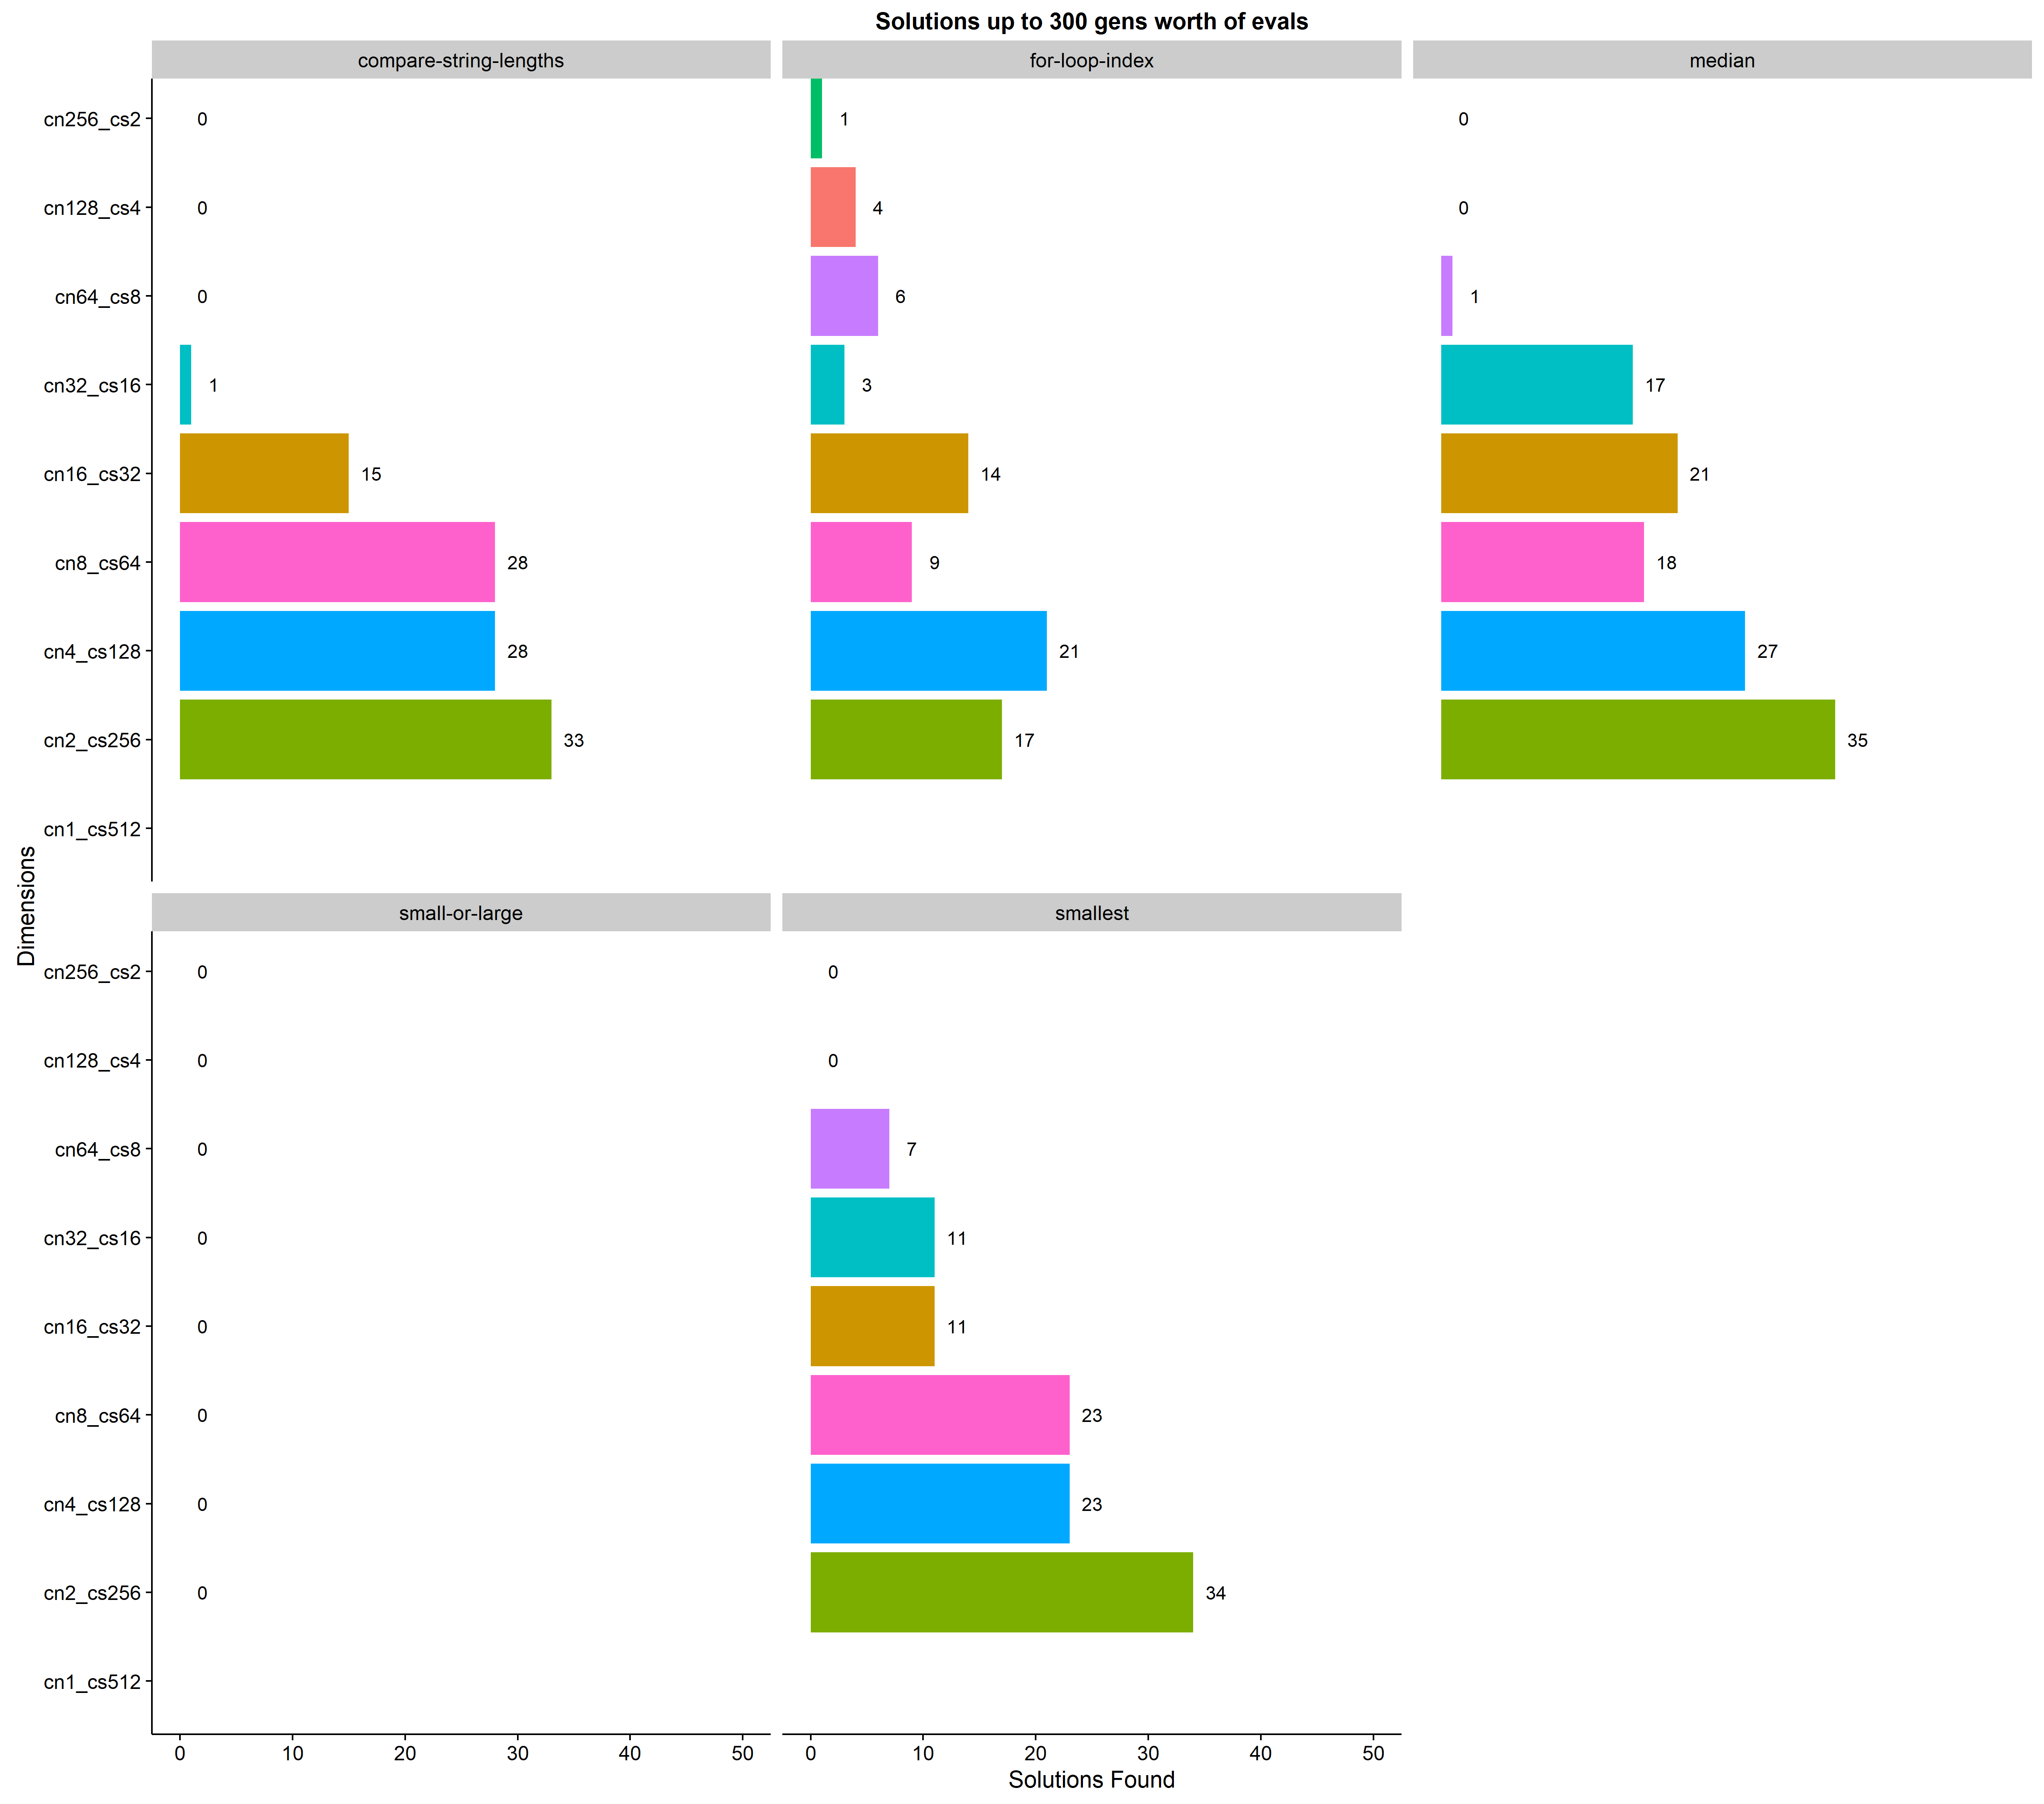 Solutions up to 300 gens worth of evals
compare-string-lengths
for-loop-index
median
cn256_cs2
0
1
0
cn128_cs4
0
4
0
cn64_cs8
0
6
1
cn32_cs16
1
3
17
cn16_cs32
15
14
21
cn8_cs64
28
9
18
cn4_cs128
28
21
27
cn2_cs256
33
17
35
cn1_cs512
Dimensions
small-or-large
smallest
cn256_cs2
0
0
cn128_cs4
0
0
cn64_cs8
0
7
cn32_cs16
0
11
cn16_cs32
0
11
cn8_cs64
0
23
cn4_cs128
0
23
cn2_cs256
0
34
cn1_cs512
0 10 20 30 40 50
0 10 20 30 40 50
Solutions Found